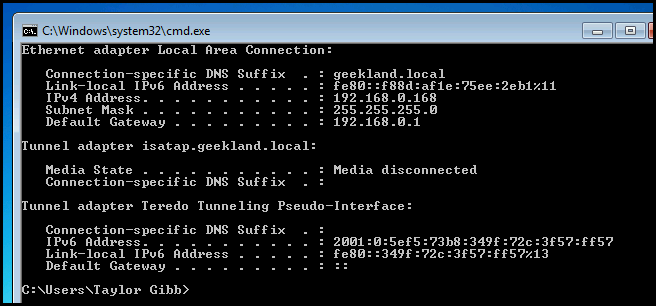 C:\Windows\system32\cmd.exe
Ethernet adapter Local Area Connection:
Connection-specific DNS Suffix . : geekland.local
Link-local IPv6 Address . . . . . : fe80::f88d:af1e:75ee:2eb1%11
IPv4 Address. . . . . . . . . . . : 192.168.0.168
Subnet Mask . . . . . . . . . . . : 255.255.255.0
Default Gateway . . . . . . . . . : 192.168.0.1
Tunnel adapter isatap.geekland.local:
Media State . . . . . . . . . . . : Media disconnected
Connection-specific DNS Suffix . :
Tunnel adapter Teredo Tunneling Pseudo-Interface:
Connection-specific DNS Suffix . :
IPv6 Address. . . . . . . . . . . : 2001:0:5ef5:73b8:349f:72c:3f57:ff57
Link-local IPv6 Address . . . . . : fe80::349f:72c:3f57:ff57%13
Default Gateway . . . . . . . . . : ::
C:\Users\Taylor Gibb>